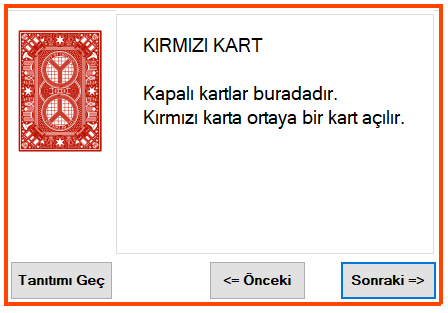 KIRMIZI KART
Kapalı kartlar buradadır.
Kırmızı karta ortaya bir kart açılır.
Tanıtımı Geç
<= Önceki
Sonraki =>